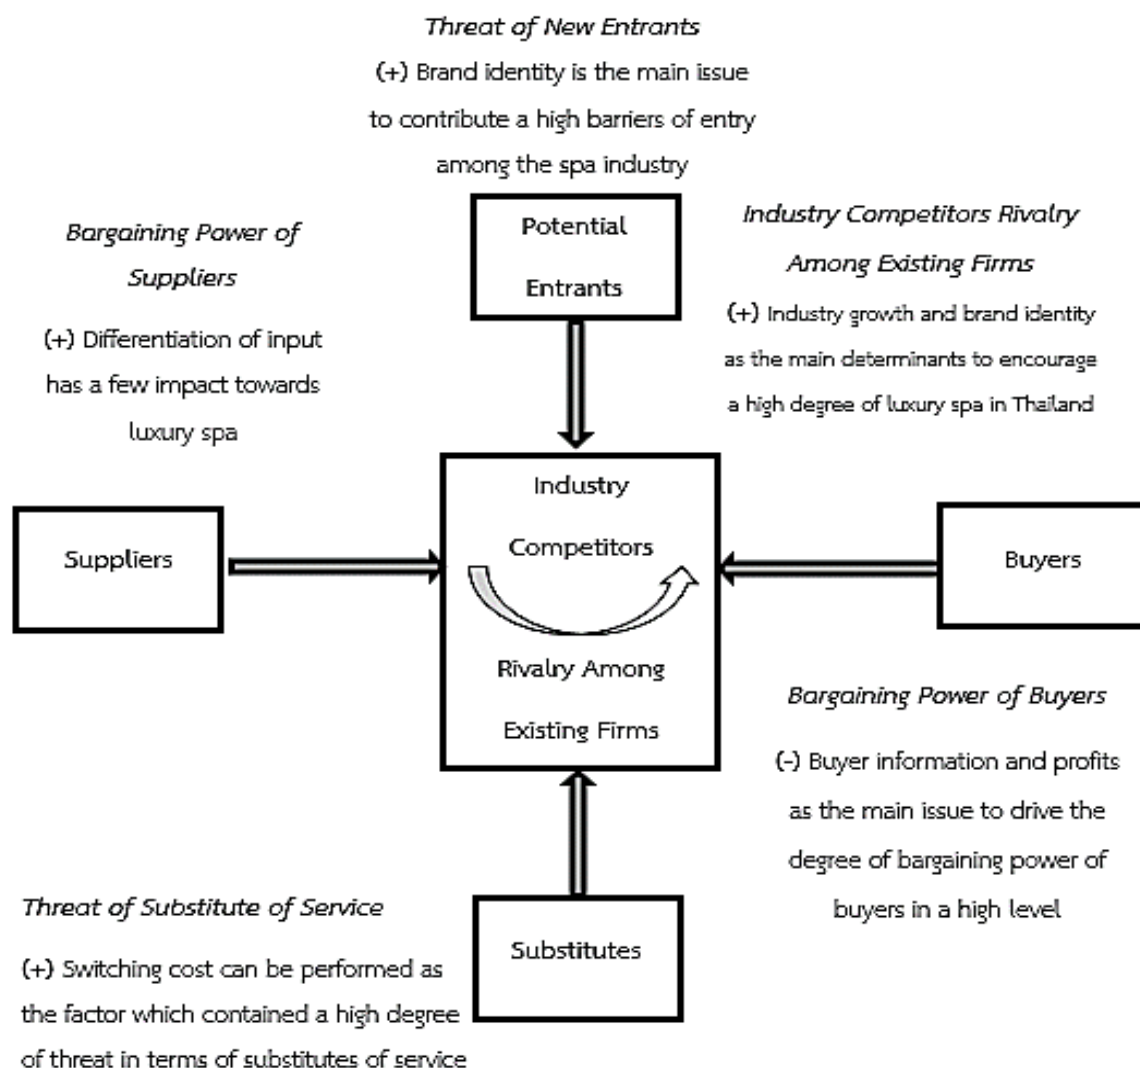 Threat of New Entrants
(+) Brand identity is the main issue
to contribute a high barriers of entry
among the spa industry
Potential
Entrants
Bargaining Power of
Suppliers
(+) Differentiation of input
has a few impact towards
luxury spa
Industry Competitors Rivalry
Among Existing Firms
(+) Industry growth and brand identity
as the main determinants to encourage
a high degree of luxury spa in Thailand
Suppliers
Industry
Competitors
Rivalry Among
Existing Firms
Buyers
Bargaining Power of Buyers
(-) Buyer information and profits
as the main issue to drive the
degree of bargaining power of
buyers in a high level
Threat of Substitute of Service
(+) Switching cost can be performed as
the factor which contained a high degree
of threat in terms of substitutes of service
Substitutes